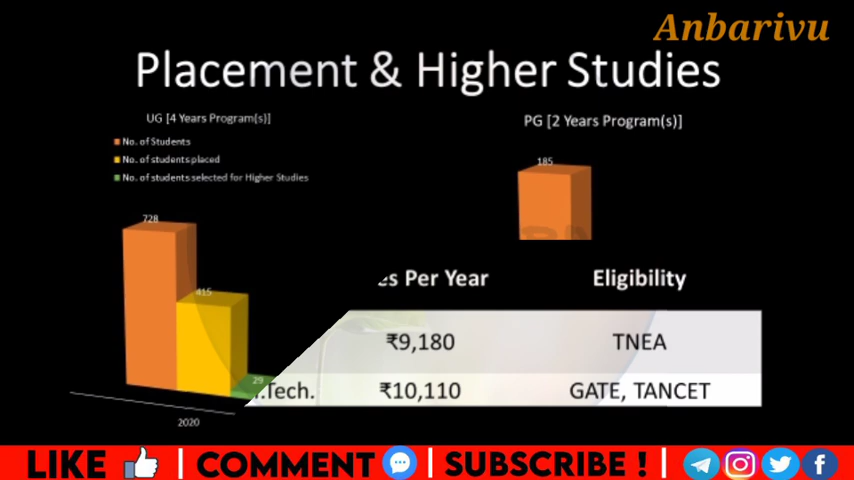 Anbarivu
Placement & Higher Studies
UG [4 Years Program(s)]
No. of Students
No. of students placed
No. of students selected for Higher Studies
728
415
29
2020
PG [2 Years Program(s)]
185
Per Year
Eligibility
₹9,180
TNEA
.Tech.
₹10,110
GATE, TANCET
LIKE | COMMENT | SUBSCRIBE ! |